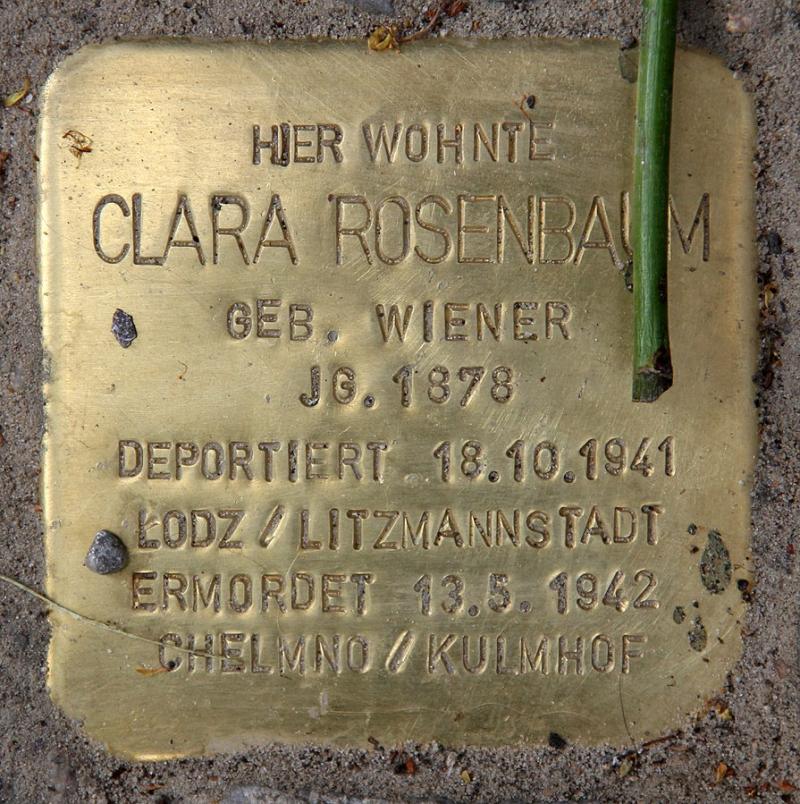 HIER WOHNTE
CLARA ROSENBAUM
GEB. WIENER
JG. 1878
DEPORTIERT 18.10.1941
ŁODZ / LITZMANNSTADT
ERMORDET 13.5.1942
CHELMNO / KULMHOF